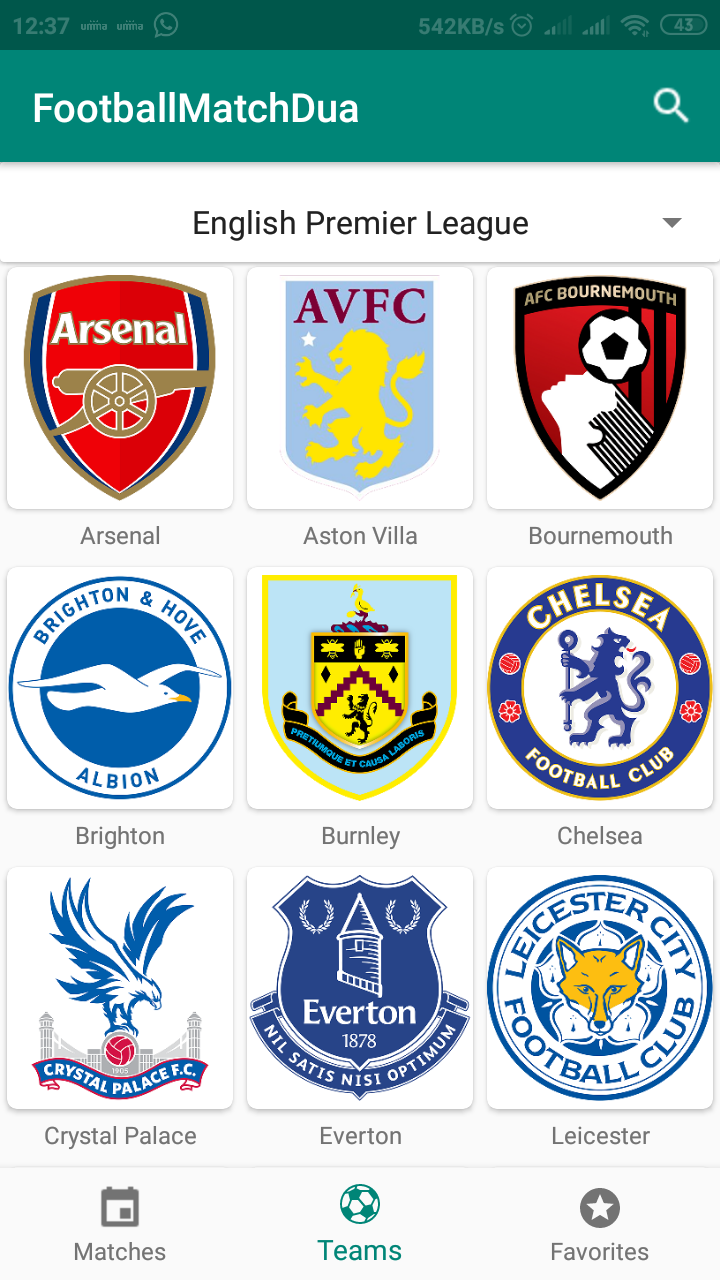 12:37 umma umma 542KB/s 43
FootballMatchDua
English Premier League
Arsenal
AVFC
AFC BOURNEMOUTH
Arsenal
Aston Villa
Bournemouth
BRIGHTON & HOVE
ALBION
PRETIUMQUE ET CAUSA LABORIS
CHELSEA
FOOTBALL CLUB
Brighton
Burnley
Chelsea
1905
CRYSTAL PALACE F.C.
Everton
1878
NIL SATIS NISI OPTIMUM
LEICESTER CITY
FOOTBALL CLUB
Crystal Palace
Everton
Leicester
Matches
Teams
Favorites